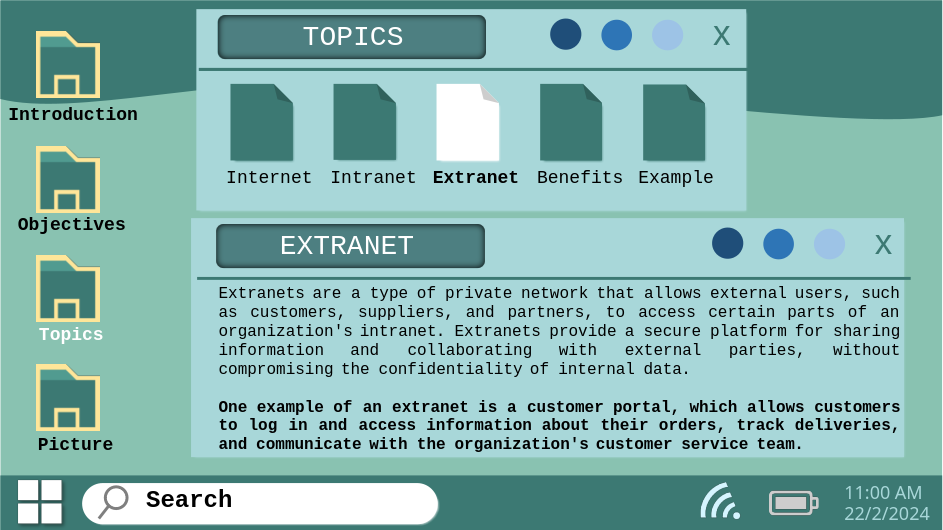 TOPICS
X
Introduction
Internet Intranet Extranet Benefits Example
Objectives
EXTRANET
X
Extranets are a type of private network that allows external users, such
as customers, suppliers, and partners, to access certain parts of an
organization's intranet. Extranets provide a secure platform for sharing
information and collaborating with external parties, without
compromising the confidentiality of internal data.
Topics
One example of an extranet is a customer portal, which allows customers
to log in and access information about their orders, track deliveries,
and communicate with the organization's customer service team.
Picture
Search
11:00 AM
22/2/2024